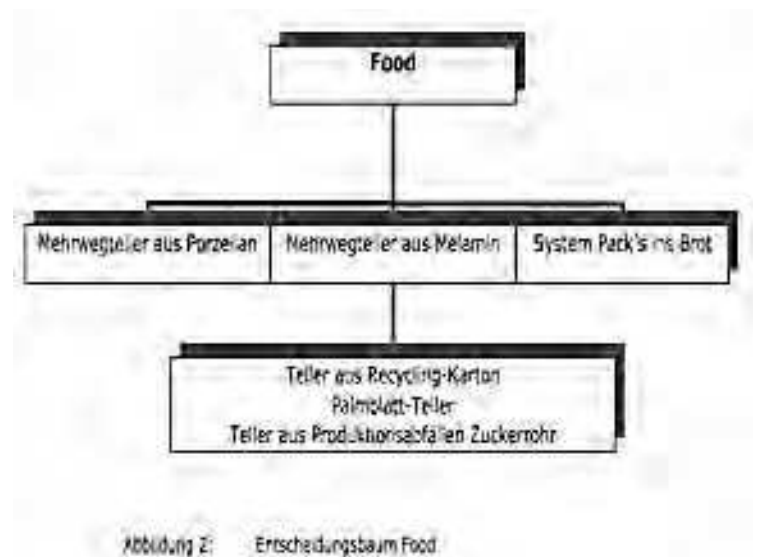 Food
Mehrwegteller aus Porzellan
Mehrwegteller aus Melamin
System Pack's ins Brot
Teller aus Recycling-Karton
Palmblatt-Teller
Teller aus Produktionsabfällen Zuckerrohr
Abbildung 2: Entscheidungsbaum Food